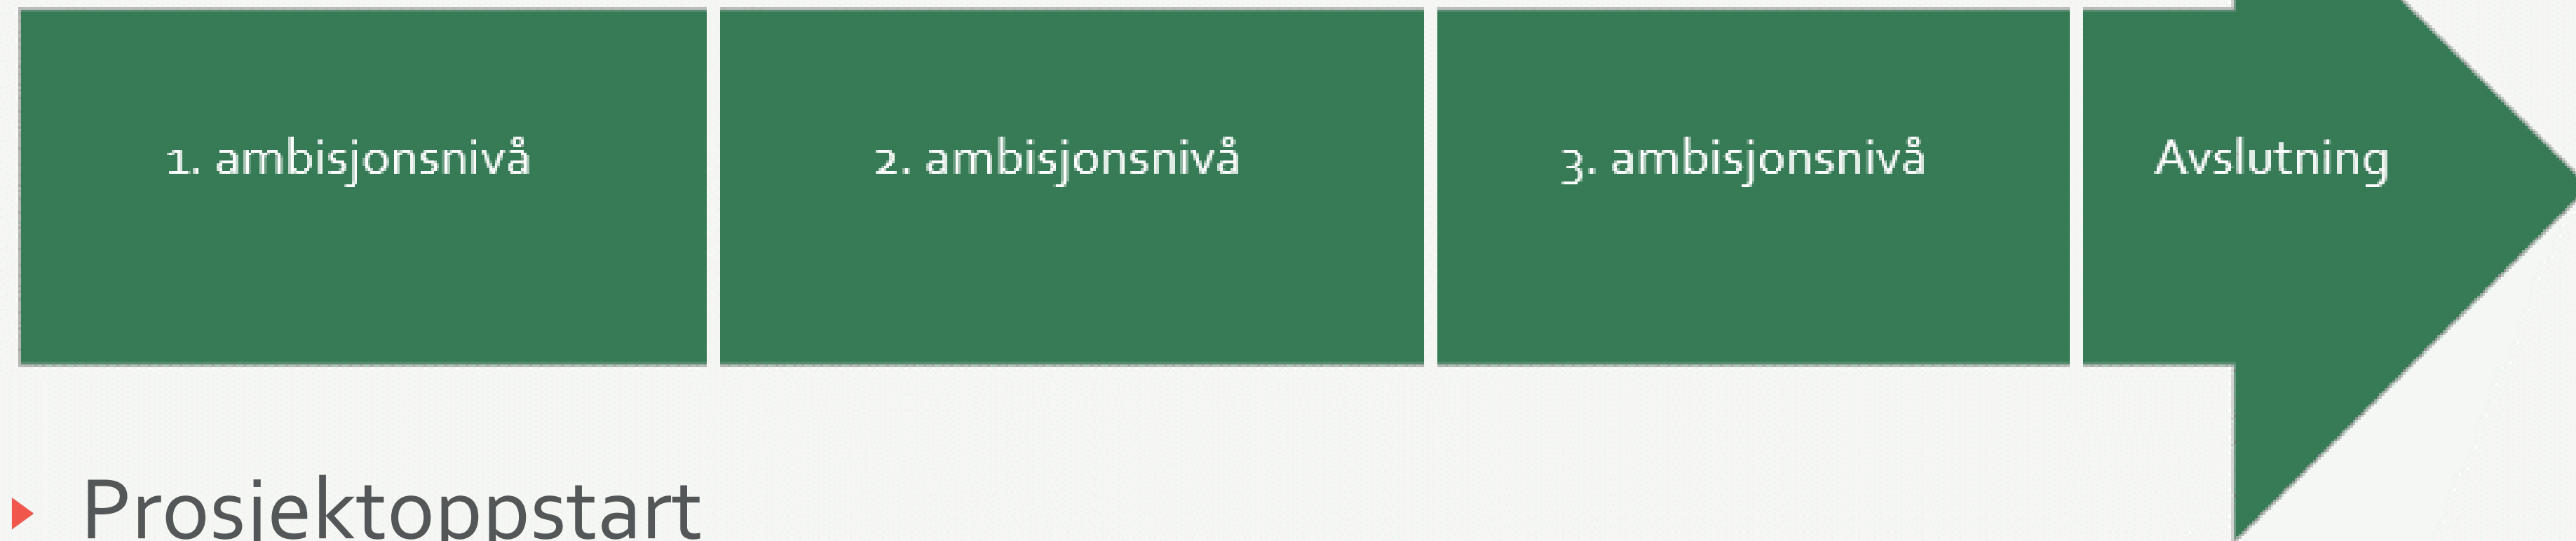 1. ambisjonsnivå
2. ambisjonsnivå
3. ambisjonsnivå
Avslutning
Prosjektoppstart